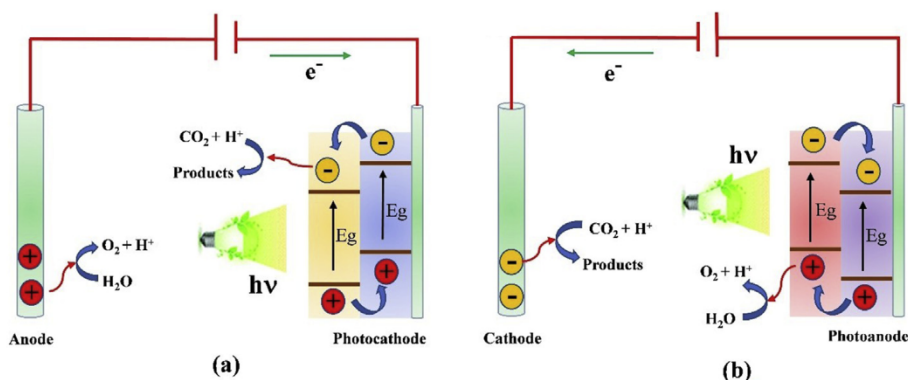 e⁻
CO₂ + H⁺
Products
Eg
Eg
O₂ + H⁺
H₂O
hν
Anode
Photocathode
(a)
e⁻
hν
Eg
Eg
CO₂ + H⁺
Products
O₂ + H⁺
H₂O
Cathode
Photoanode
(b)